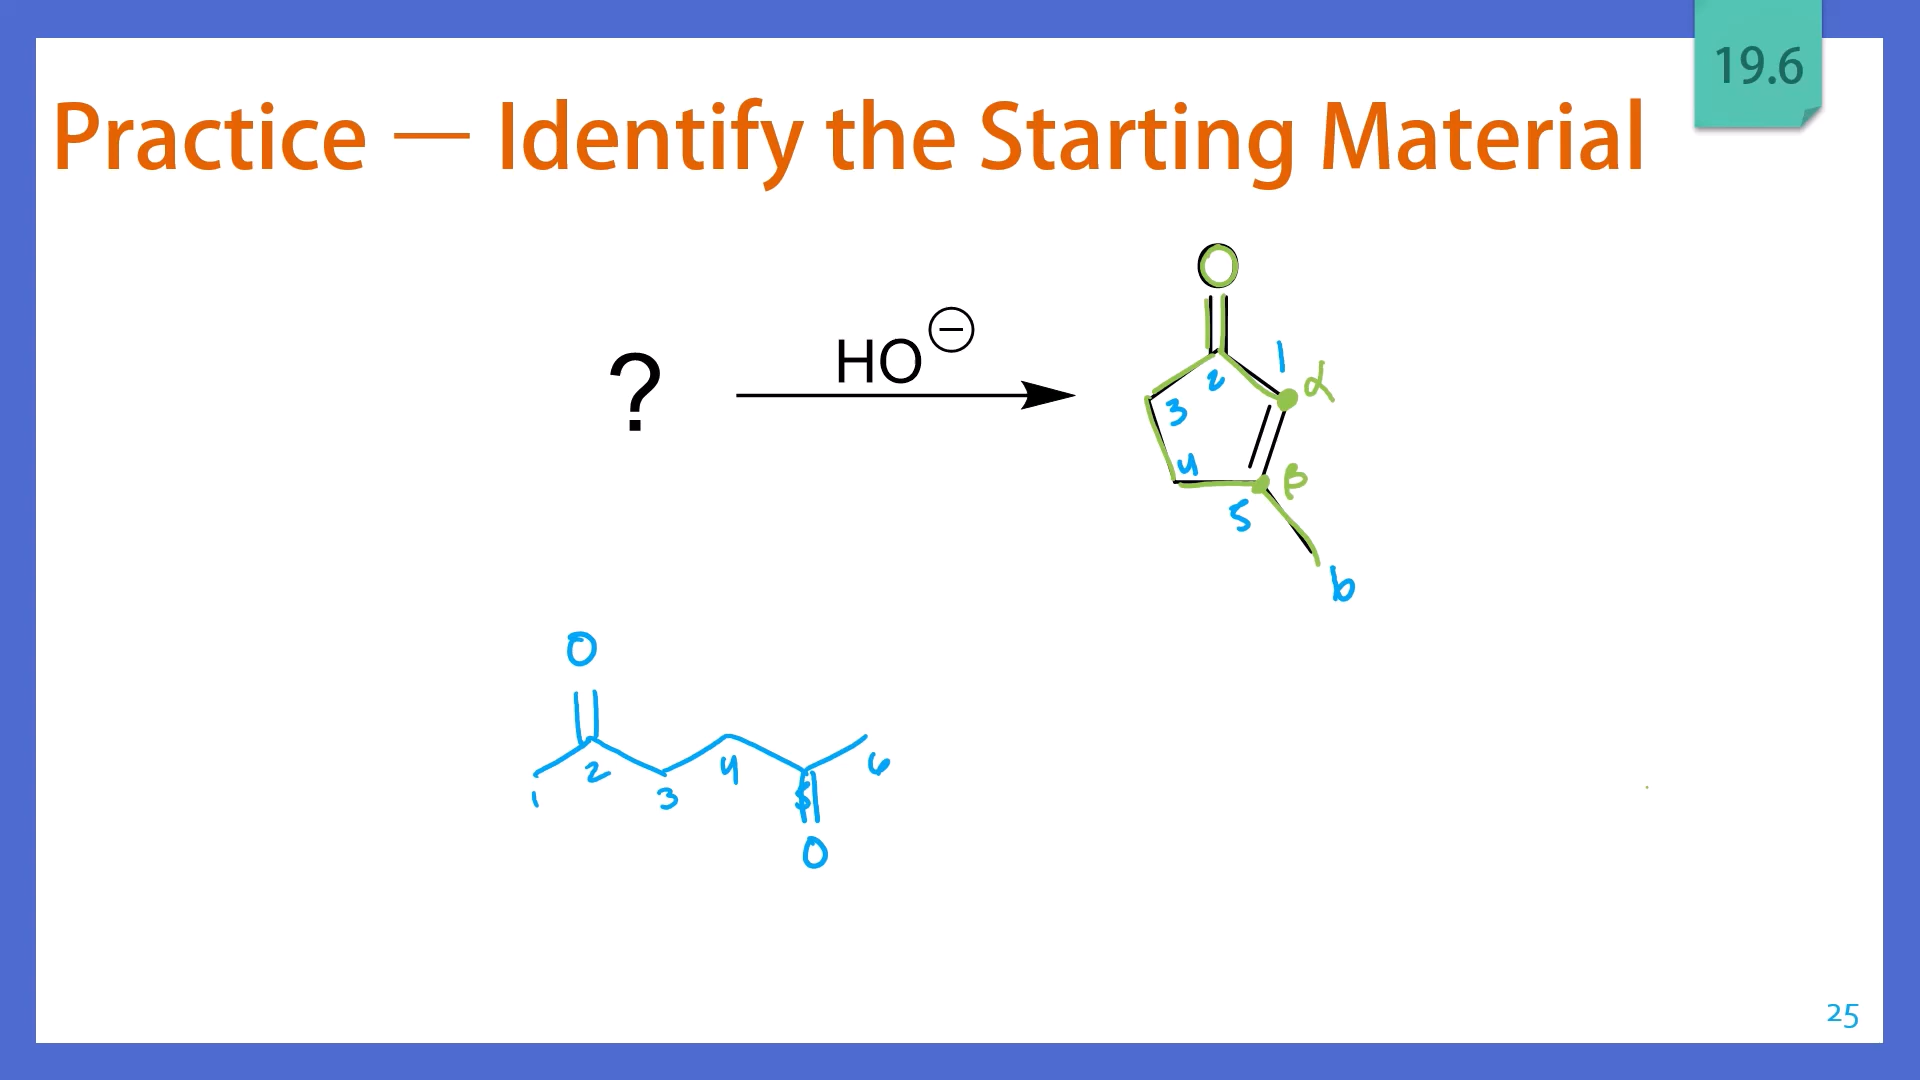 19.6
Practice — Identify the Starting Material
O
HO⊖
?
1
α
2
3
4
β
5
6
O
1
2
3
4
5
6
O
25